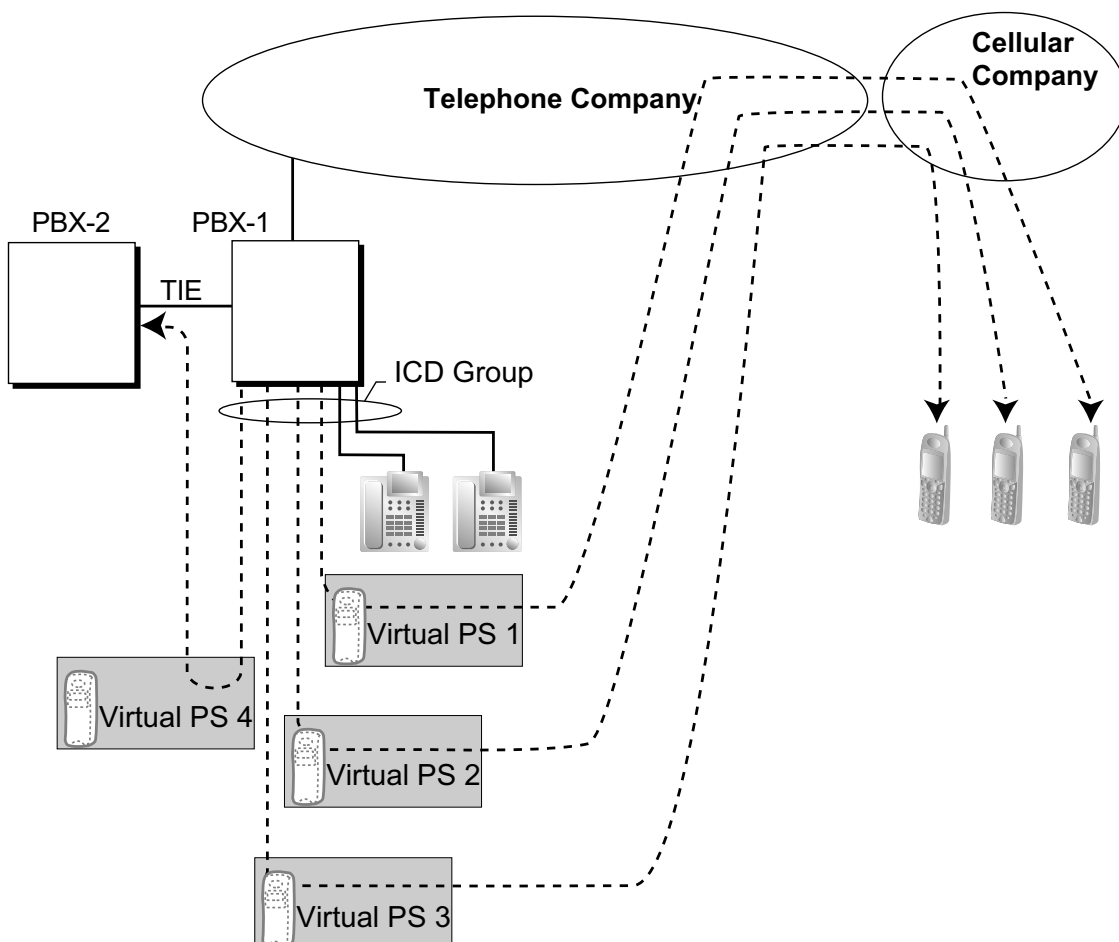 Cellular
Company
Telephone Company
PBX-2
PBX-1
TIE
ICD Group
Virtual PS 1
Virtual PS 4
Virtual PS 2
Virtual PS 3